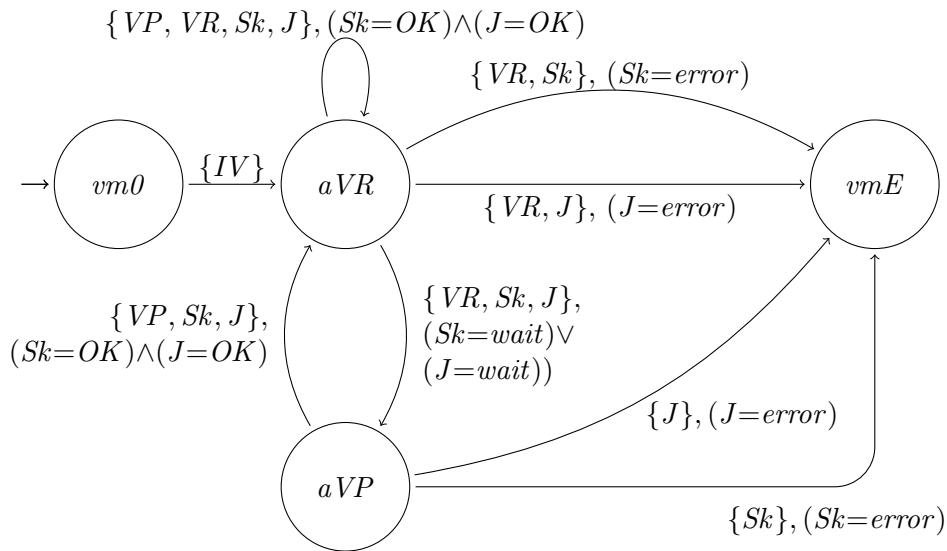 {VP, VR, Sk, J}, (Sk=OK)∧(J=OK)
{VR, Sk}, (Sk=error)
{IV}
vm0
aVR
vmE
{VR, J}, (J=error)
{VP, Sk, J},
(Sk=OK)∧(J=OK)
{VR, Sk, J},
(Sk=wait)∨
(J=wait))
{J}, (J=error)
aVP
{Sk}, (Sk=error)